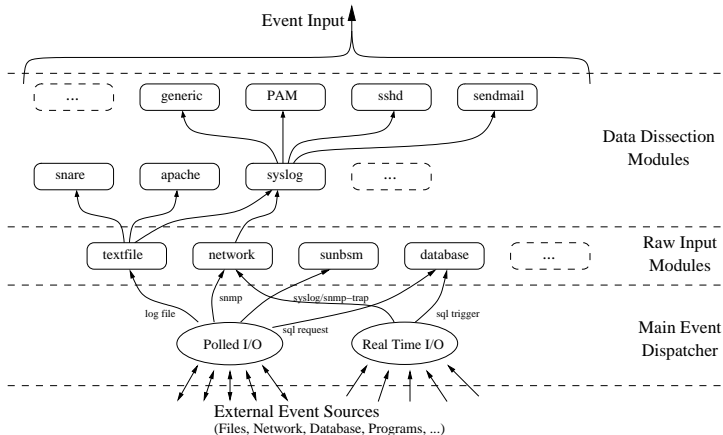 Event Input
...
generic
PAM
sshd
sendmail
Data Dissection
Modules
snare
apache
syslog
...
textfile
network
sunbsm
database
...
Raw Input
Modules
log file
snmp
syslog/snmp−trap
sql request
sql trigger
Polled I/O
Real Time I/O
Main Event
Dispatcher
External Event Sources
(Files, Network, Database, Programs, ...)